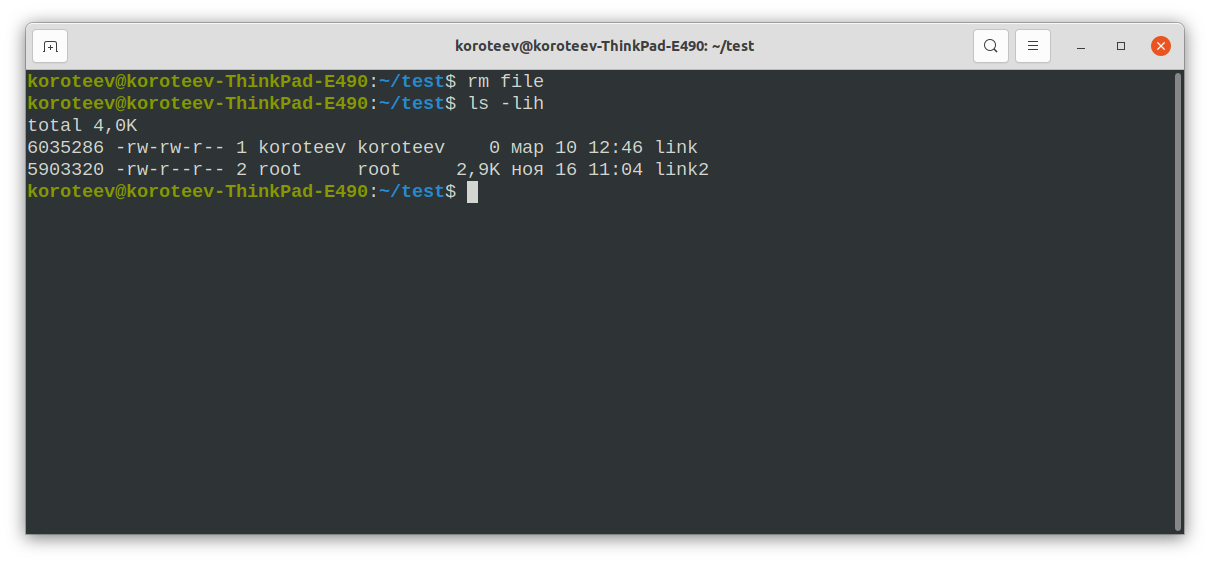 koroteev@koroteev-ThinkPad-E490: ~/test
koroteev@koroteev-ThinkPad-E490:~/test$ rm file
koroteev@koroteev-ThinkPad-E490:~/test$ ls -lih
total 4,0K
6035286 -rw-rw-r-- 1 koroteev koroteev    0 мар 10 12:46 link
5903320 -rw-r--r-- 2 root     root     2,9K ноя 16 11:04 link2
koroteev@koroteev-ThinkPad-E490:~/test$